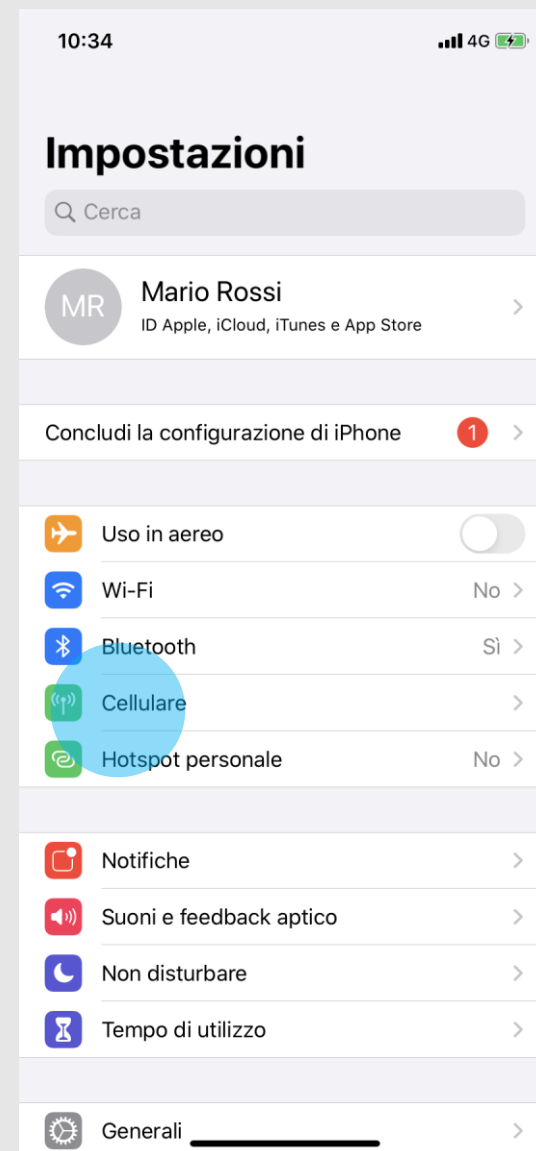 10:34
4G
Impostazioni
Cerca
MR
Mario Rossi
ID Apple, iCloud, iTunes e App Store
Concludi la configurazione di iPhone 1
Uso in aereo
Wi-Fi No
Bluetooth Sì
Cellulare
Hotspot personale No
Notifiche
Suoni e feedback aptico
Non disturbare
Tempo di utilizzo
Generali